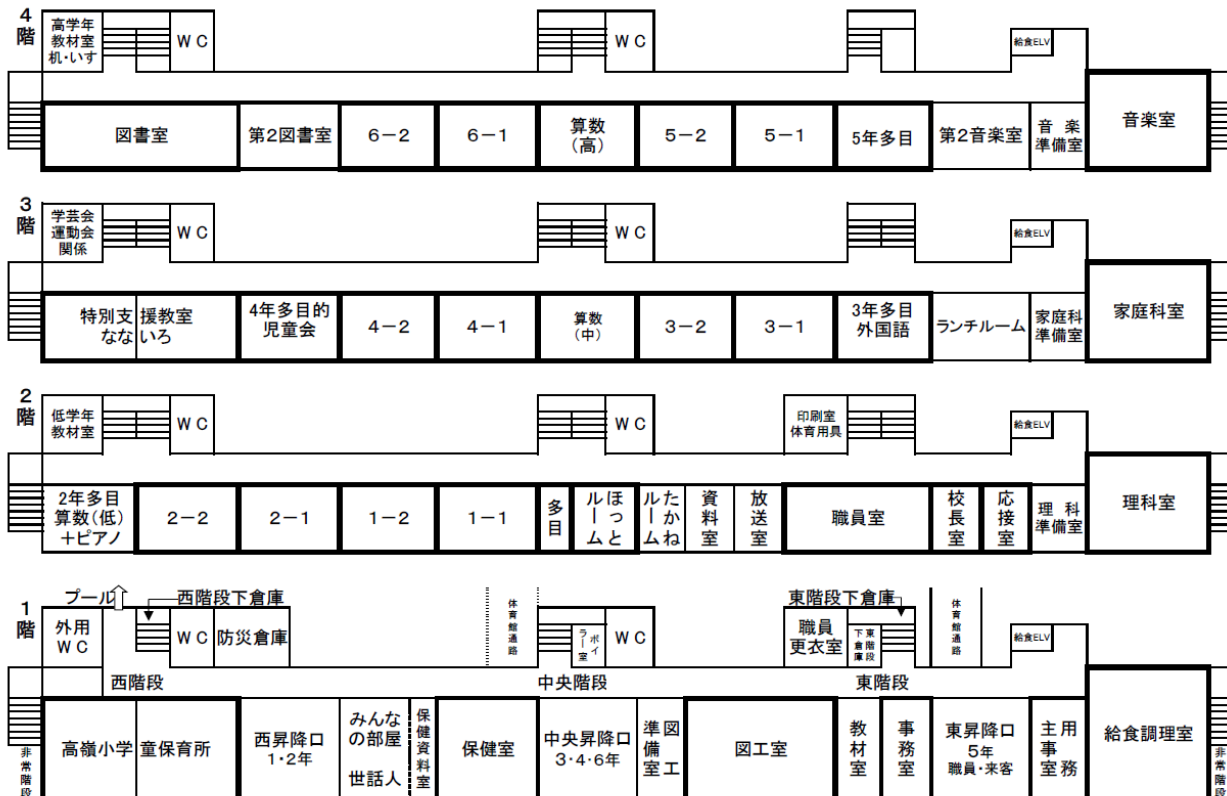 4階
高学年
教材室
机・いす
WC
WC
給食ELV
図書室
第2図書室
6－2
6－1
算数
(高)
5－2
5－1
5年多目
第2音楽室
音楽
準備室
音楽室
3階
学芸会
運動会
関係
WC
WC
給食ELV
特別支援教室
なないろ
4年多目的
児童会
4－2
4－1
算数
(中)
3－2
3－1
3年多目
外国語
ランチルーム
家庭科
準備室
家庭科室
2階
低学年
教材室
WC
WC
印刷室
体育用具
給食ELV
2年多目
算数(低)
＋ピアノ
2－2
2－1
1－2
1－1
多目
ほっと
ルーム
たかね
ルーム
資料室
放送室
職員室
校長室
応接室
理科
準備室
理科室
1階
プール
西階段下倉庫
外用
WC
WC
防災倉庫
体育館通路
ボイ
ラー室
WC
東階段下倉庫
職員
更衣室
東階段
下倉庫
体育館通路
給食ELV
西階段
中央階段
東階段
非常階段
高嶺小学童保育所
西昇降口
1・2年
みんな
の部屋
世話人
保健資料室
保健室
中央昇降口
3・4・6年
図工
準備室
図工室
教材室
事務室
東昇降口
5年
職員・来客
用務
主事室
給食調理室
非常階段